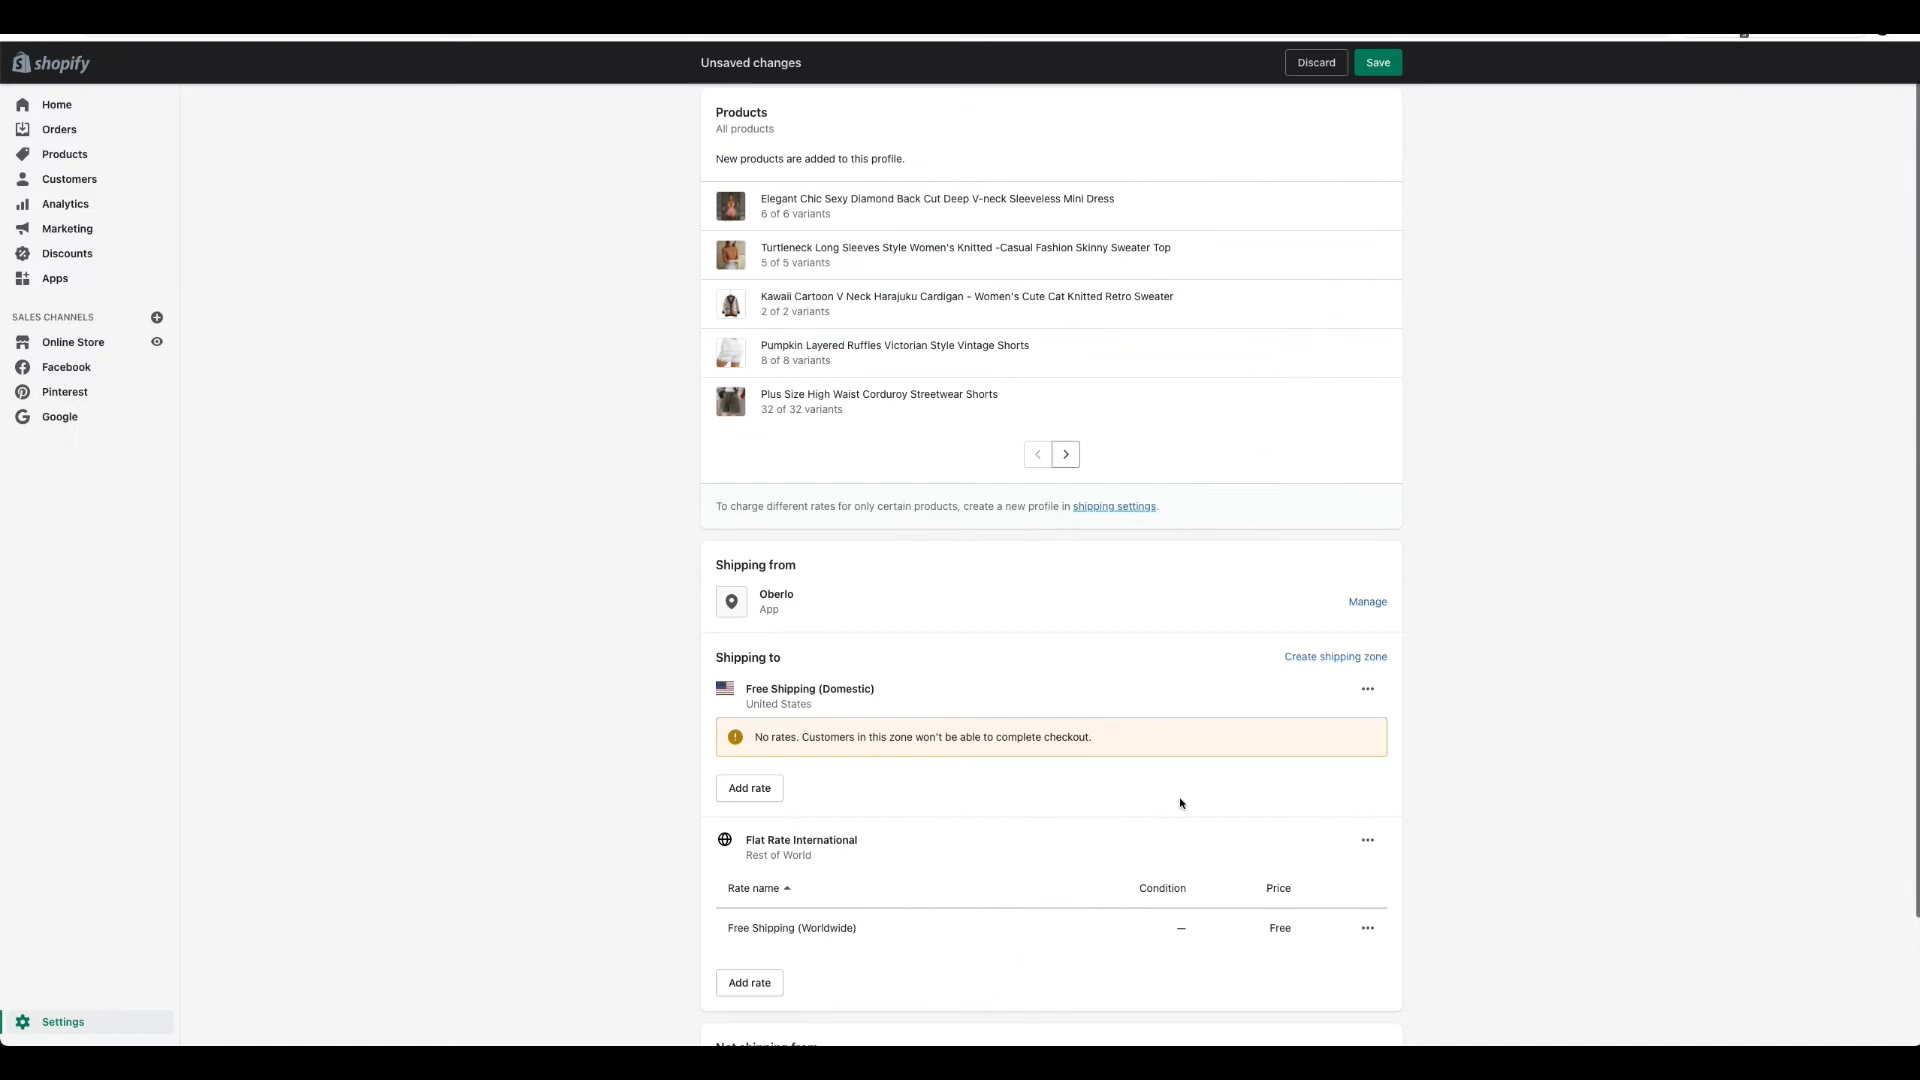 shopify
Unsaved changes
Discard
Save
Home
Orders
Products
Customers
Analytics
Marketing
Discounts
Apps
SALES CHANNELS
Online Store
Facebook
Pinterest
Google
Settings
Products
All products
New products are added to this profile.
Elegant Chic Sexy Diamond Back Cut Deep V-neck Sleeveless Mini Dress
6 of 6 variants
Turtleneck Long Sleeves Style Women's Knitted -Casual Fashion Skinny Sweater Top
5 of 5 variants
Kawaii Cartoon V Neck Harajuku Cardigan - Women's Cute Cat Knitted Retro Sweater
2 of 2 variants
Pumpkin Layered Ruffles Victorian Style Vintage Shorts
8 of 8 variants
Plus Size High Waist Corduroy Streetwear Shorts
32 of 32 variants
To charge different rates for only certain products, create a new profile in shipping settings.
Shipping from
Oberlo
App
Manage
Shipping to
Create shipping zone
Free Shipping (Domestic)
United States
No rates. Customers in this zone won't be able to complete checkout.
Add rate
Flat Rate International
Rest of World
Rate name
Condition
Price
Free Shipping (Worldwide)
—
Free
Add rate